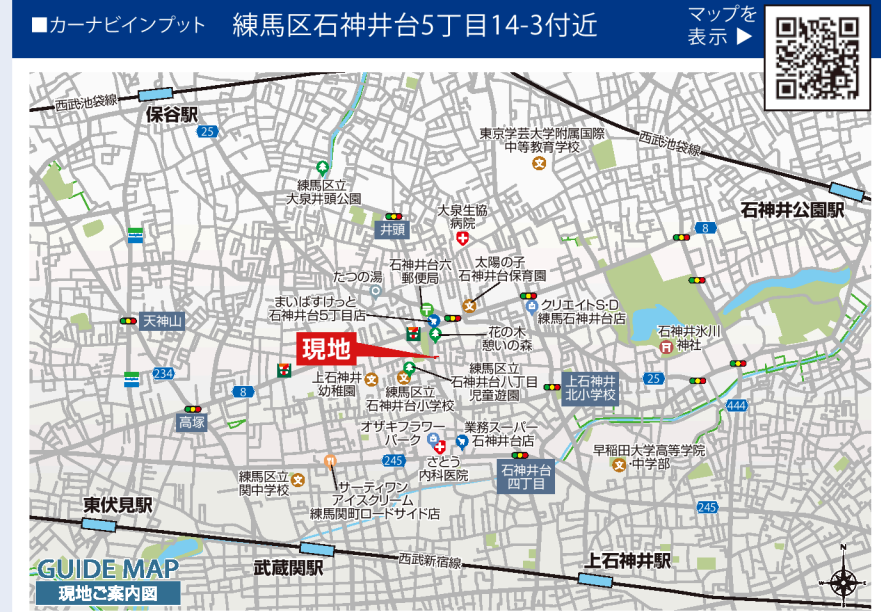 ■カーナビインプット 練馬区石神井台5丁目14-3付近
マップを
表示 ▶
西武池袋線
保谷駅
25
東京学芸大学附属国際
中等教育学校
西武池袋線
練馬区立
大泉井頭公園
石神井公園駅
大泉生協
病院
井頭
8
石神井台六
郵便局
太陽の子
石神井台保育園
たつの湯
まいばすけっと
石神井台5丁目店
クリエイトS・D
練馬石神井台店
天神山
花の木
憩いの森
石神井氷川
神社
現地
234
8
上石神井
幼稚園
練馬区立
石神井台小学校
練馬区立
石神井台八丁目
児童遊園
上石神井
北小学校
25
444
高塚
オザキフラワー
パーク
業務スーパー
石神井台店
245
さとう
内科医院
石神井台
四丁目
早稲田大学高等学院
・中学部
練馬区立
関中学校
サーティワン
アイスクリーム
練馬関町ロードサイド店
245
東伏見駅
武蔵関駅
西武新宿線
上石神井駅
N
GUIDE MAP
現地ご案内図